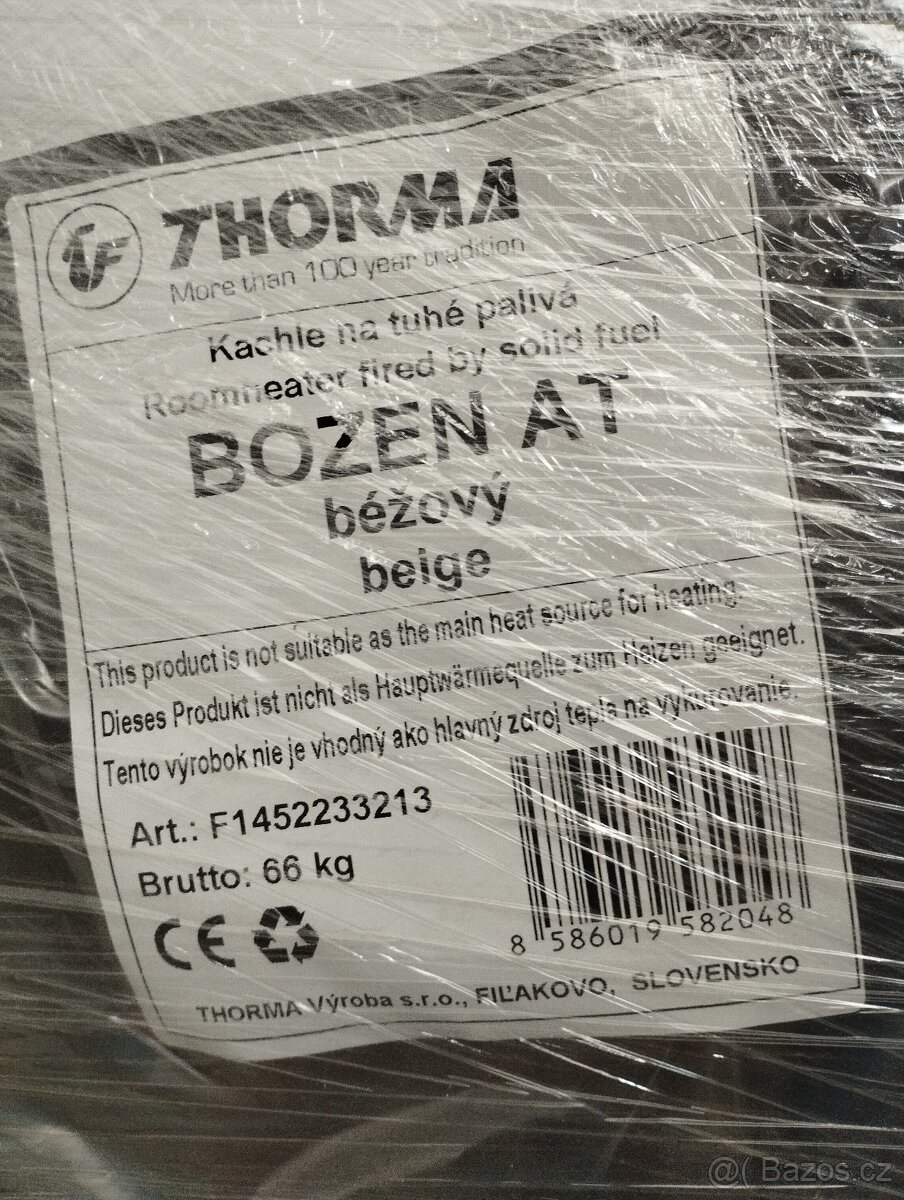 TF THORMA
More than 100 year tradition
Kachle na tuhé palivá
Roomheater fired by solid fuel
BOZEN AT
béžový
beige
This product is not suitable as the main heat source for heating.
Dieses Produkt ist nicht als Hauptwärmequelle zum Heizen geeignet.
Tento výrobok nie je vhodný ako hlavný zdroj tepla na vykurovanie.
Art.: F1452233213
Brutto: 66 kg
CE
8 586019 582048
THORMA Výroba s.r.o., FIĽAKOVO, SLOVENSKO
@( Bazos.cz